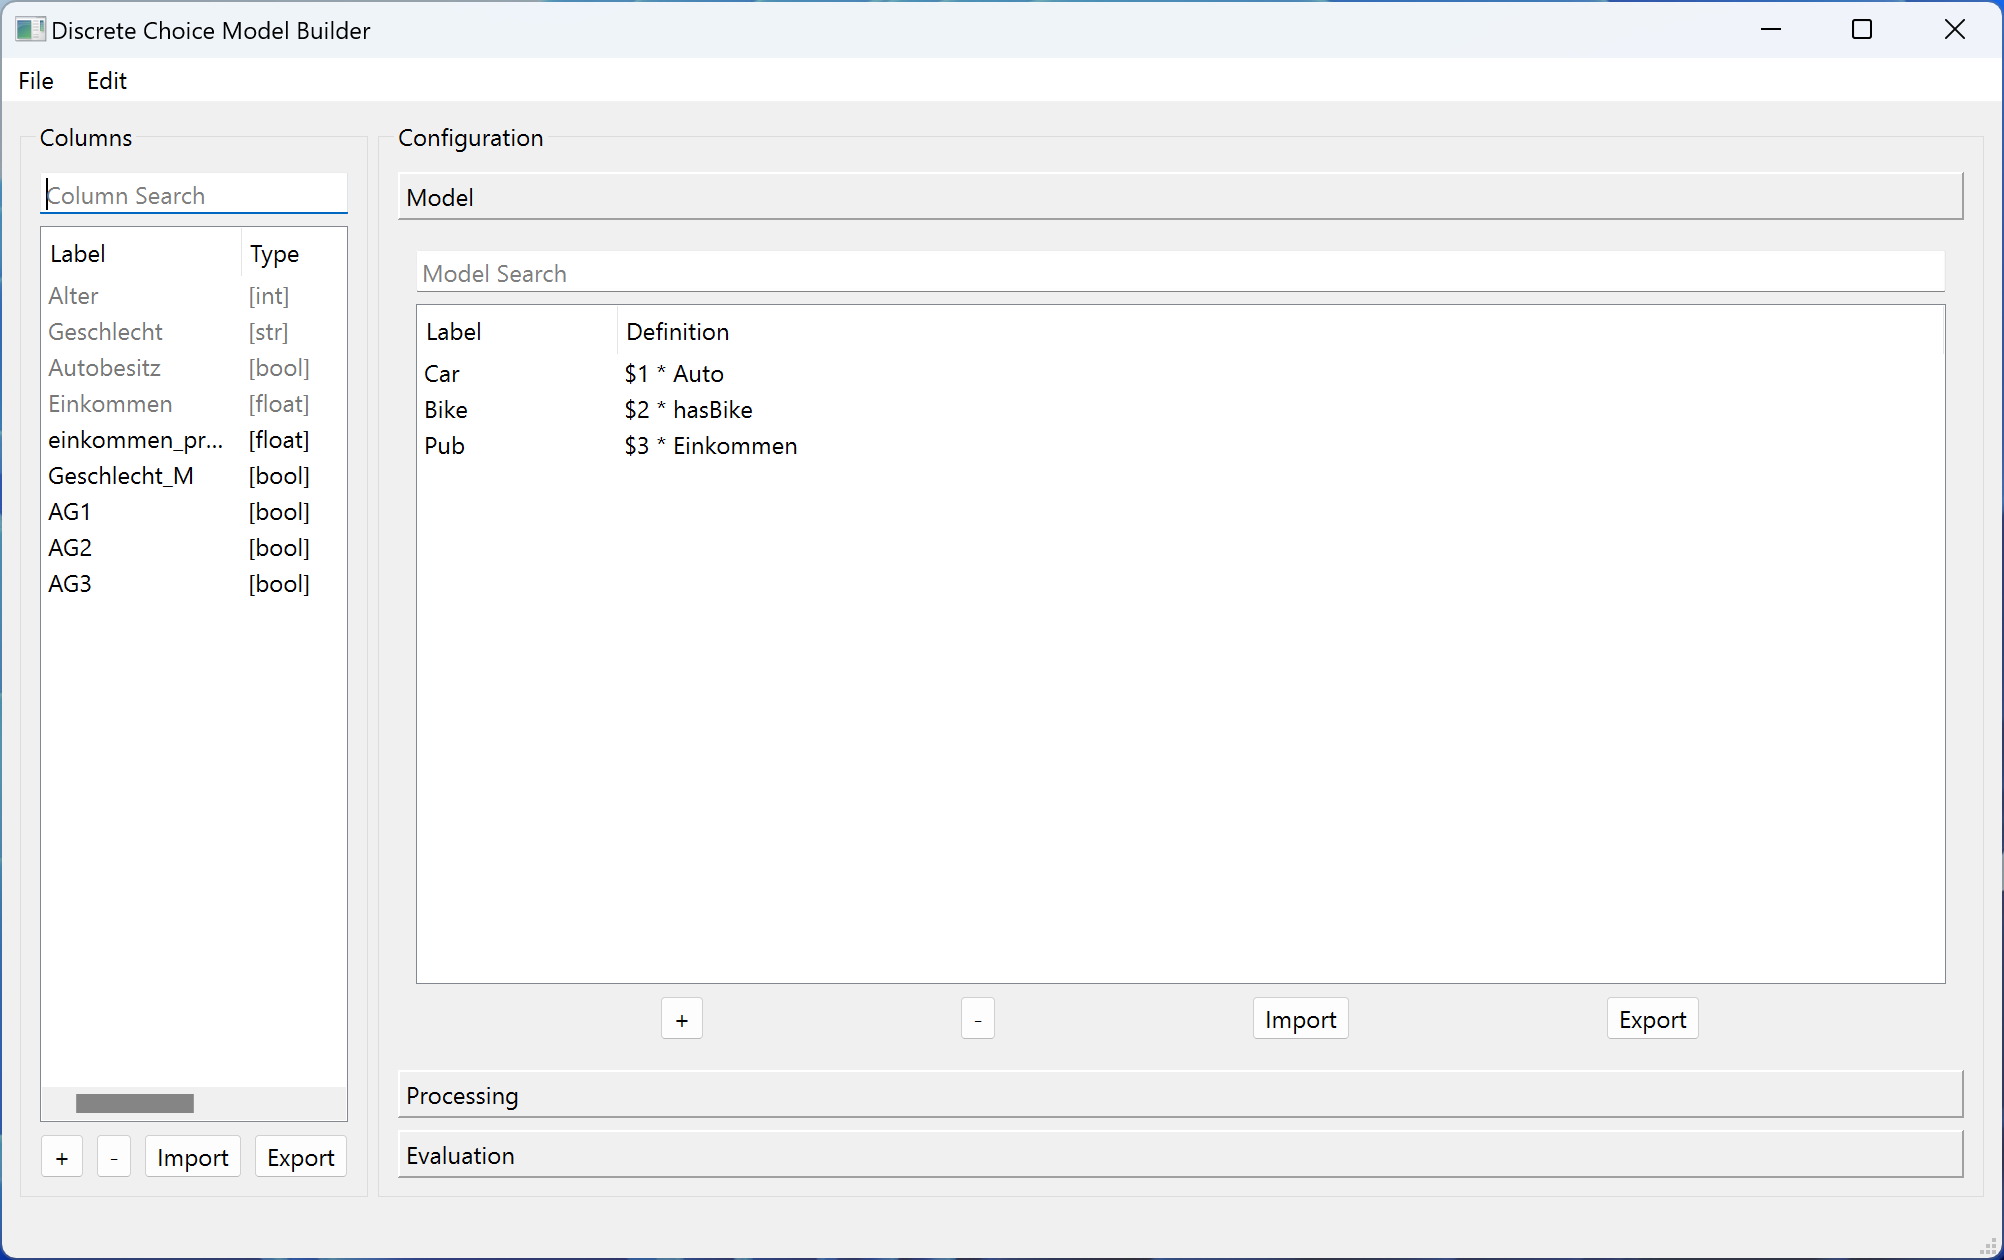 Discrete Choice Model Builder
File Edit
Columns
Column Search
Label Type
Alter [int]
Geschlecht [str]
Autobesitz [bool]
Einkommen [float]
einkommen_pr... [float]
Geschlecht_M [bool]
AG1 [bool]
AG2 [bool]
AG3 [bool]
+ - Import Export
Configuration
Model
Model Search
Label Definition
Car $1 * Auto
Bike $2 * hasBike
Pub $3 * Einkommen
+ - Import Export
Processing
Evaluation